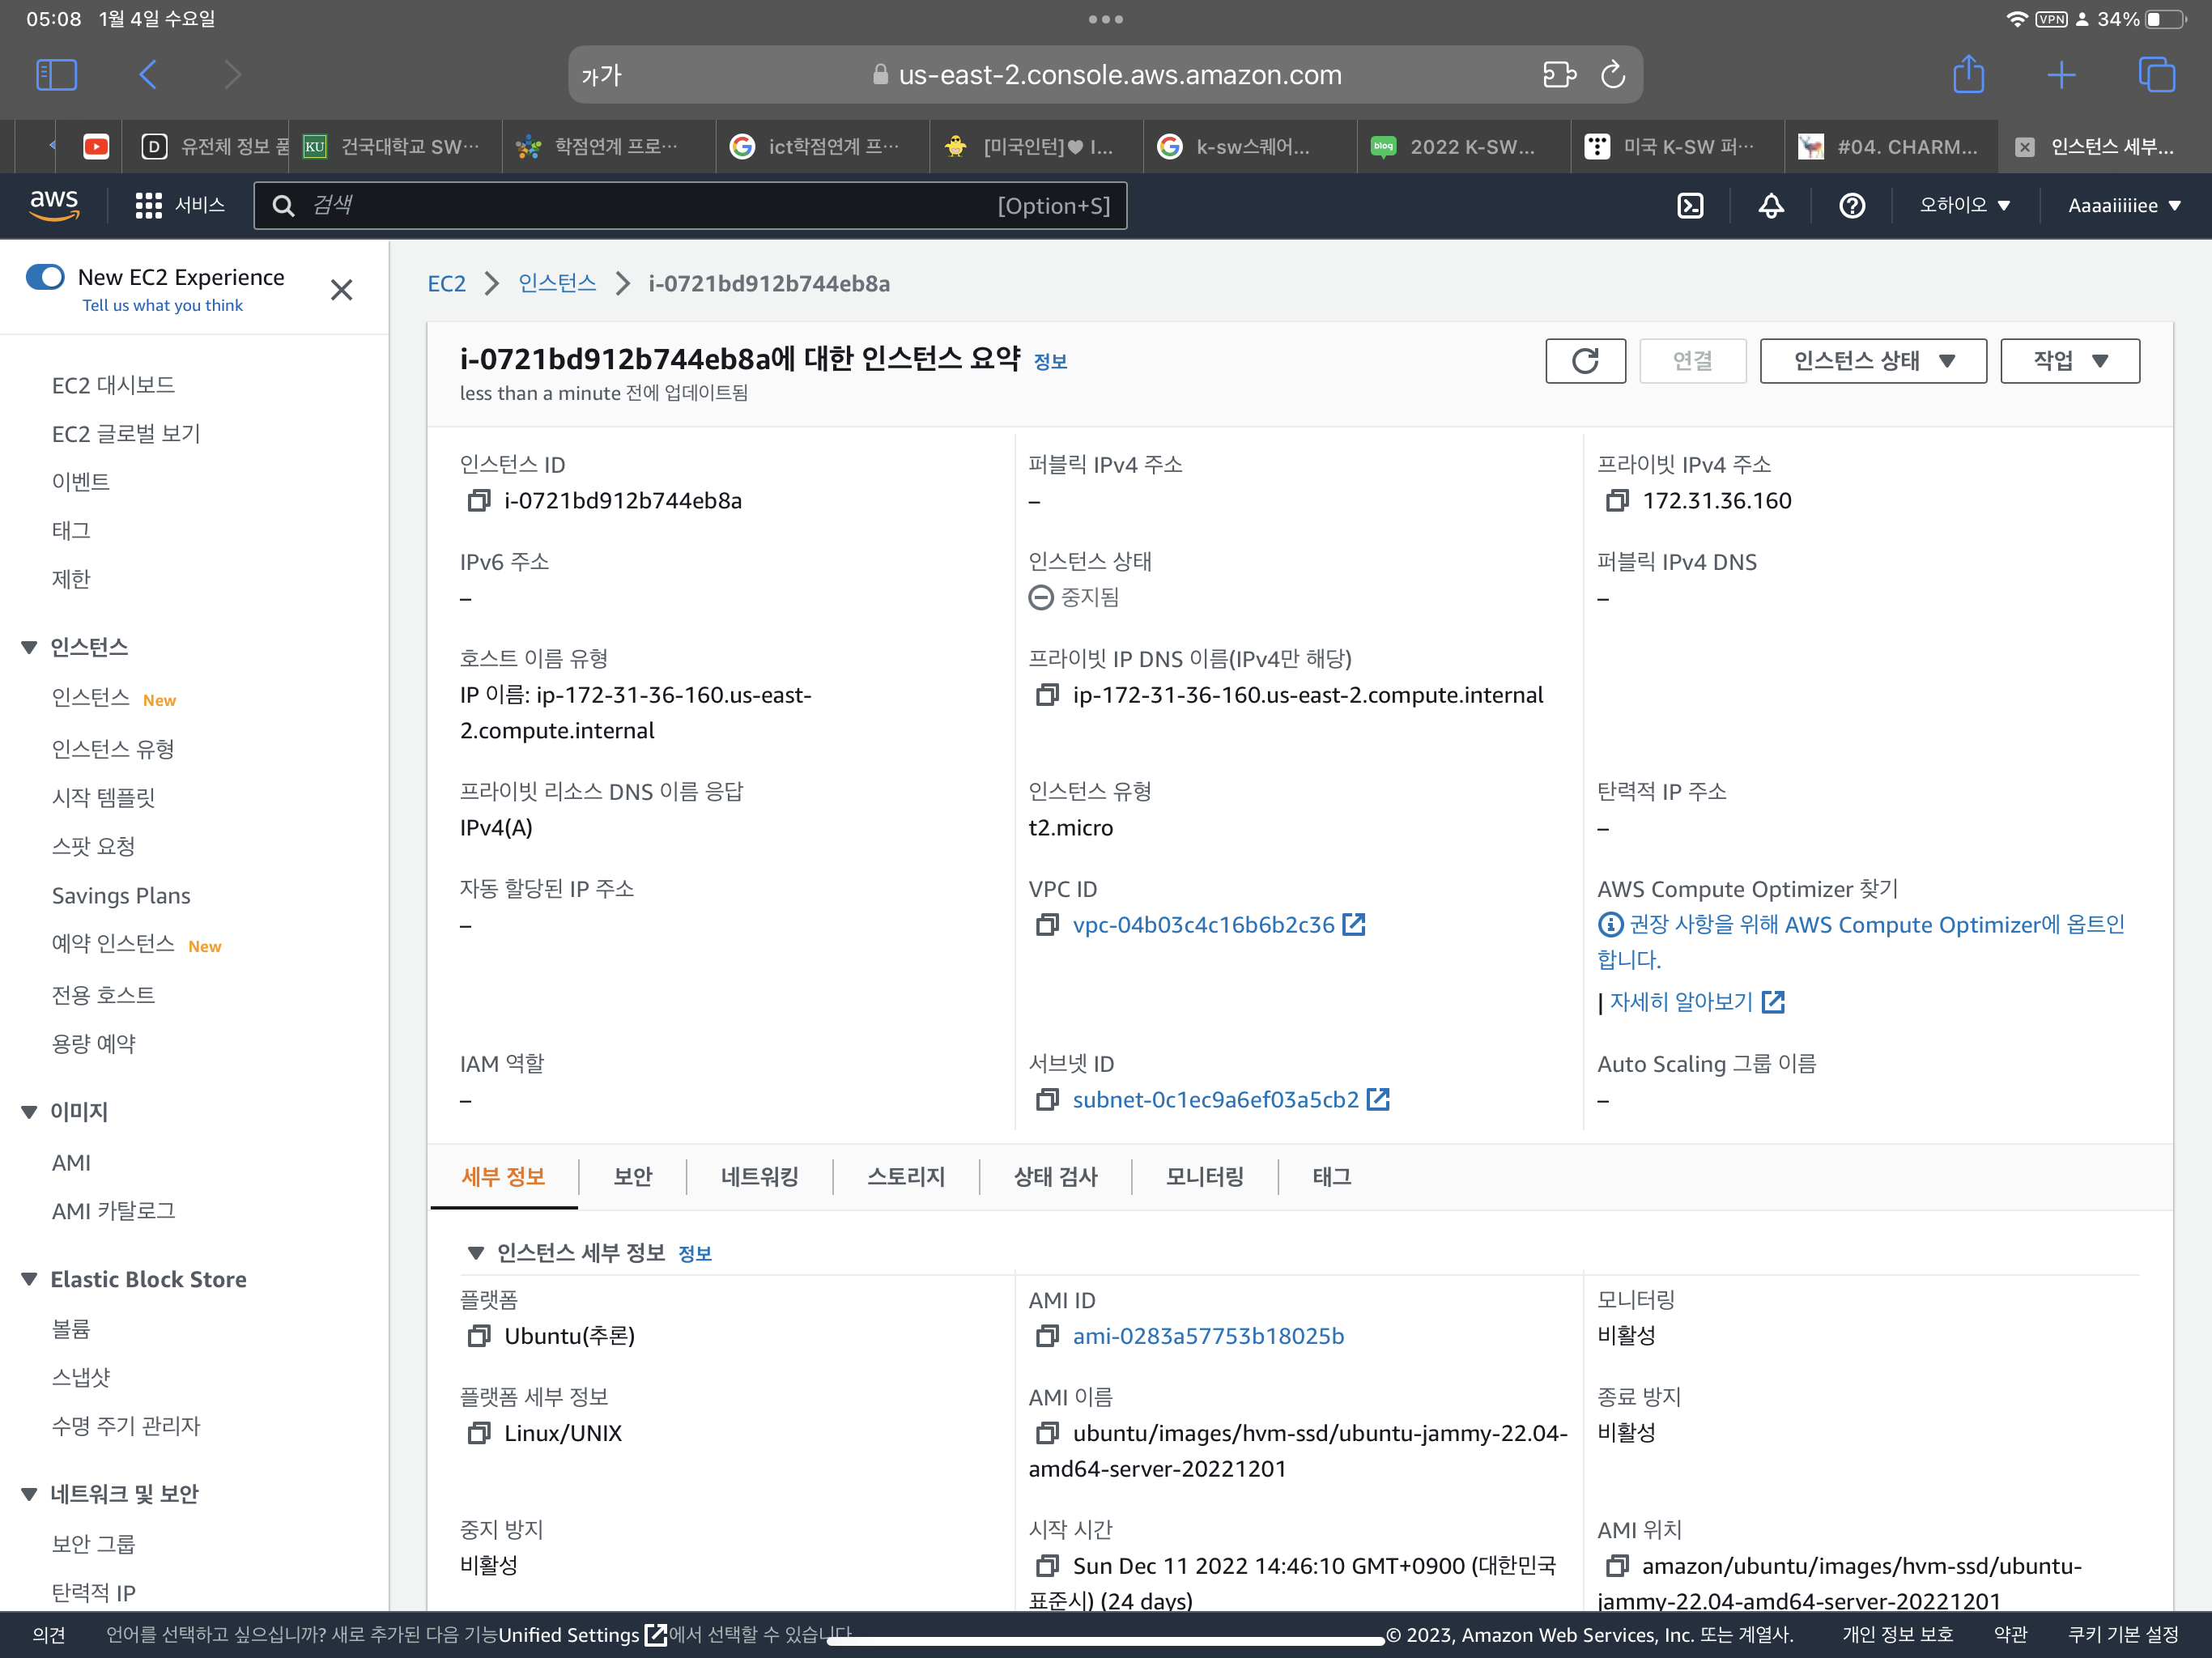 05:08 1월 4일 수요일
VPN 34%
가가 us-east-2.console.aws.amazon.com
D 유전체 정보 품
KU 건국대학교 SW…
학점연계 프로…
ict학점연계 프…
[미국인턴]♥ I...
k-sw스퀘어...
blog 2022 K-SW...
미국 K-SW 퍼…
#04. CHARM...
인스턴스 세부...
aws 서비스 검색 [Option+S] 오하이오 ▼ Aaaaiiiiiee ▼
New EC2 Experience
Tell us what you think
EC2 대시보드
EC2 글로벌 보기
이벤트
태그
제한
▼ 인스턴스
인스턴스 New
인스턴스 유형
시작 템플릿
스팟 요청
Savings Plans
예약 인스턴스 New
전용 호스트
용량 예약
▼ 이미지
AMI
AMI 카탈로그
▼ Elastic Block Store
볼륨
스냅샷
수명 주기 관리자
▼ 네트워크 및 보안
보안 그룹
탄력적 IP
EC2 > 인스턴스 > i-0721bd912b744eb8a
i-0721bd912b744eb8a에 대한 인스턴스 요약 정보
less than a minute 전에 업데이트됨
연결 인스턴스 상태 ▼ 작업 ▼
인스턴스 ID
i-0721bd912b744eb8a
퍼블릭 IPv4 주소
–
프라이빗 IPv4 주소
172.31.36.160
IPv6 주소
–
인스턴스 상태
중지됨
퍼블릭 IPv4 DNS
–
호스트 이름 유형
IP 이름: ip-172-31-36-160.us-east-
2.compute.internal
프라이빗 IP DNS 이름(IPv4만 해당)
ip-172-31-36-160.us-east-2.compute.internal
프라이빗 리소스 DNS 이름 응답
IPv4(A)
인스턴스 유형
t2.micro
탄력적 IP 주소
–
자동 할당된 IP 주소
–
VPC ID
vpc-04b03c4c16b6b2c36
AWS Compute Optimizer 찾기
권장 사항을 위해 AWS Compute Optimizer에 옵트인
합니다.
| 자세히 알아보기
IAM 역할
–
서브넷 ID
subnet-0c1ec9a6ef03a5cb2
Auto Scaling 그룹 이름
–
세부 정보 보안 네트워킹 스토리지 상태 검사 모니터링 태그
▼ 인스턴스 세부 정보 정보
플랫폼
Ubuntu(추론)
AMI ID
ami-0283a57753b18025b
모니터링
비활성
플랫폼 세부 정보
Linux/UNIX
AMI 이름
ubuntu/images/hvm-ssd/ubuntu-jammy-22.04-
amd64-server-20221201
종료 방지
비활성
중지 방지
비활성
시작 시간
Sun Dec 11 2022 14:46:10 GMT+0900 (대한민국
표준시) (24 days)
AMI 위치
amazon/ubuntu/images/hvm-ssd/ubuntu-
jammy-22.04-amd64-server-20221201
의견 언어를 선택하고 싶으십니까? 새로 추가된 다음 기능Unified Settings에서 선택할 수 있습니다 © 2023, Amazon Web Services, Inc. 또는 계열사. 개인 정보 보호 약관 쿠키 기본 설정